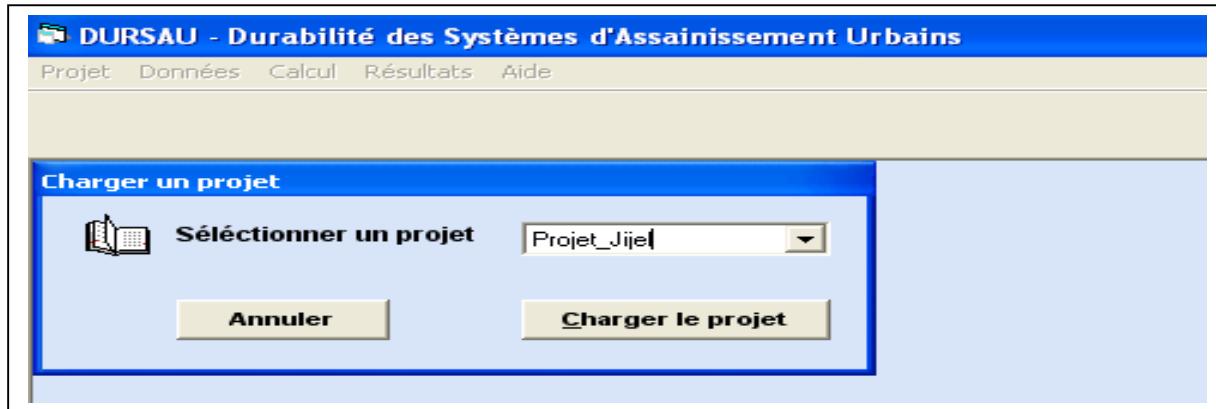 DURSAU - Durabilité des Systèmes d'Assainissement Urbains
Projet Données Calcul Résultats Aide
Charger un projet
Séléctionner un projet Projet_Jijel
Annuler Charger le projet